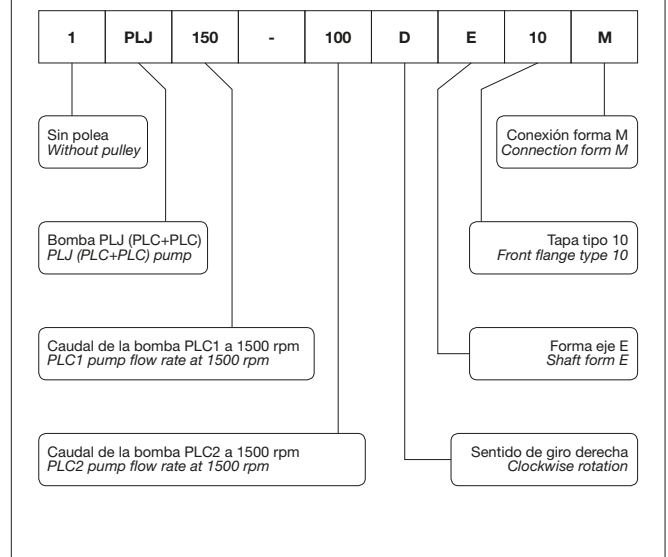 1 PLJ 150 - 100 D E 10 M
Sin polea
Without pulley
Conexión forma M
Connection form M
Bomba PLJ (PLC+PLC)
PLJ (PLC+PLC) pump
Tapa tipo 10
Front flange type 10
Caudal de la bomba PLC1 a 1500 rpm
PLC1 pump flow rate at 1500 rpm
Forma eje E
Shaft form E
Caudal de la bomba PLC2 a 1500 rpm
PLC2 pump flow rate at 1500 rpm
Sentido de giro derecha
Clockwise rotation